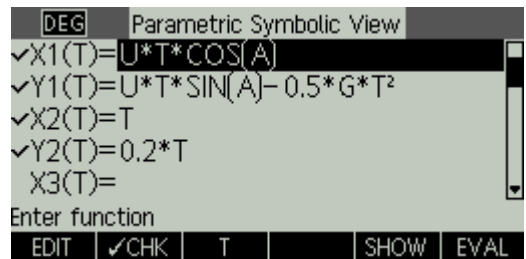 DEG Parametric Symbolic View
✓X1(T)=U*T*COS(A)
✓Y1(T)=U*T*SIN(A)-0.5*G*T²
✓X2(T)=T
✓Y2(T)=0.2*T
X3(T)=
Enter function
EDIT ✓CHK T SHOW EVAL